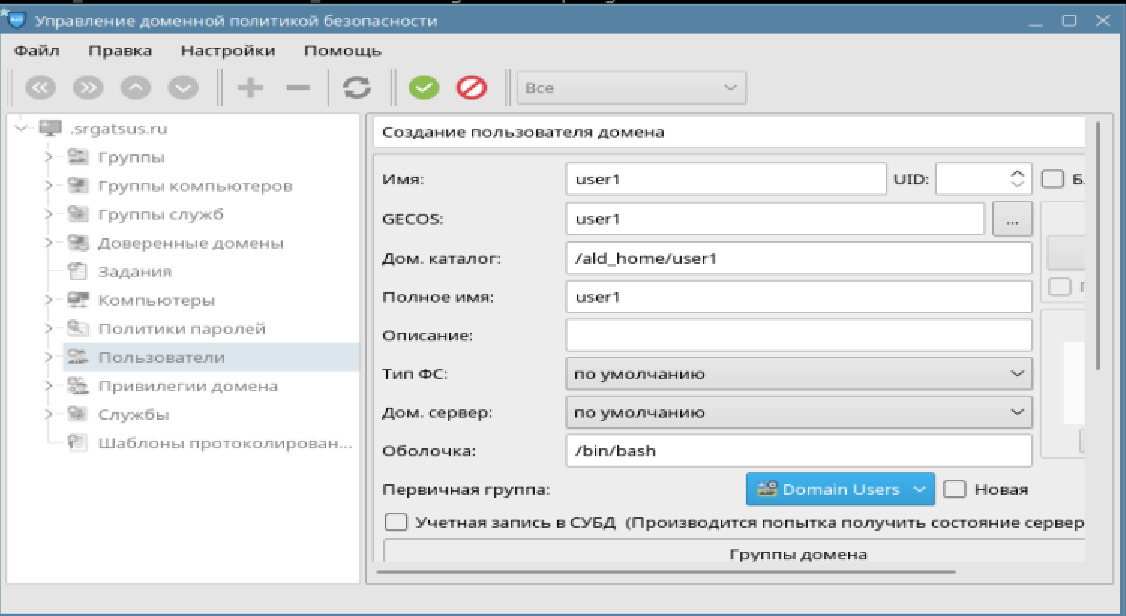 Управление доменной политикой безопасности
Файл Правка Настройки Помощь
Все
.srgatsus.ru
Группы
Группы компьютеров
Группы служб
Доверенные домены
Задания
Компьютеры
Политики паролей
Пользователи
Привилегии домена
Службы
Шаблоны протоколирован...
Создание пользователя домена
Имя: user1 UID:
GECOS: user1 ...
Дом. каталог: /ald_home/user1
Полное имя: user1
Описание:
Тип ФС: по умолчанию
Дом. сервер: по умолчанию
Оболочка: /bin/bash
Первичная группа: Domain Users Новая
Учетная запись в СУБД (Производится попытка получить состояние сервер
Группы домена